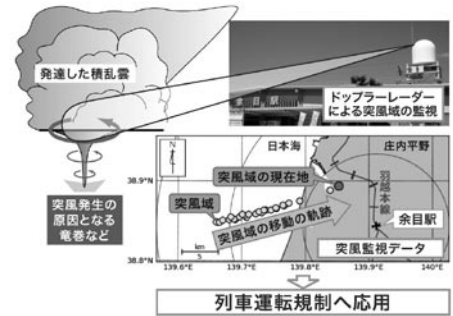 発達した積乱雲
余目駅
ドップラーレーダー
による突風域の監視
突風発生の
原因となる
竜巻など
日本海
庄内平野
N
突風域の現在地
38.9°N
突風域
突風域の移動の軌跡
羽越本線
余目駅
km
5
突風監視データ
38.8°N
139.6°E
139.7°E
139.8°E
139.9°E
140°E
列車運転規制へ応用